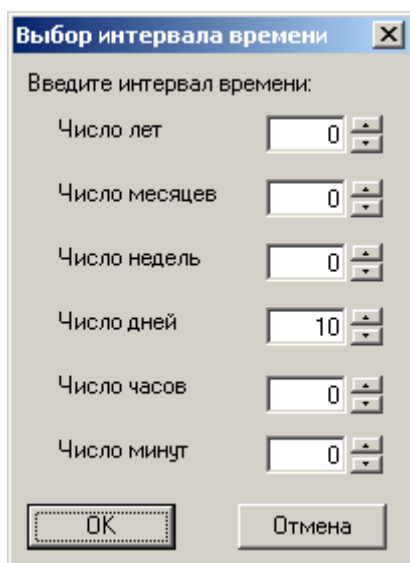 Выбор интервала времени
Введите интервал времени:
Число лет 0
Число месяцев 0
Число недель 0
Число дней 10
Число часов 0
Число минут 0
OK Отмена